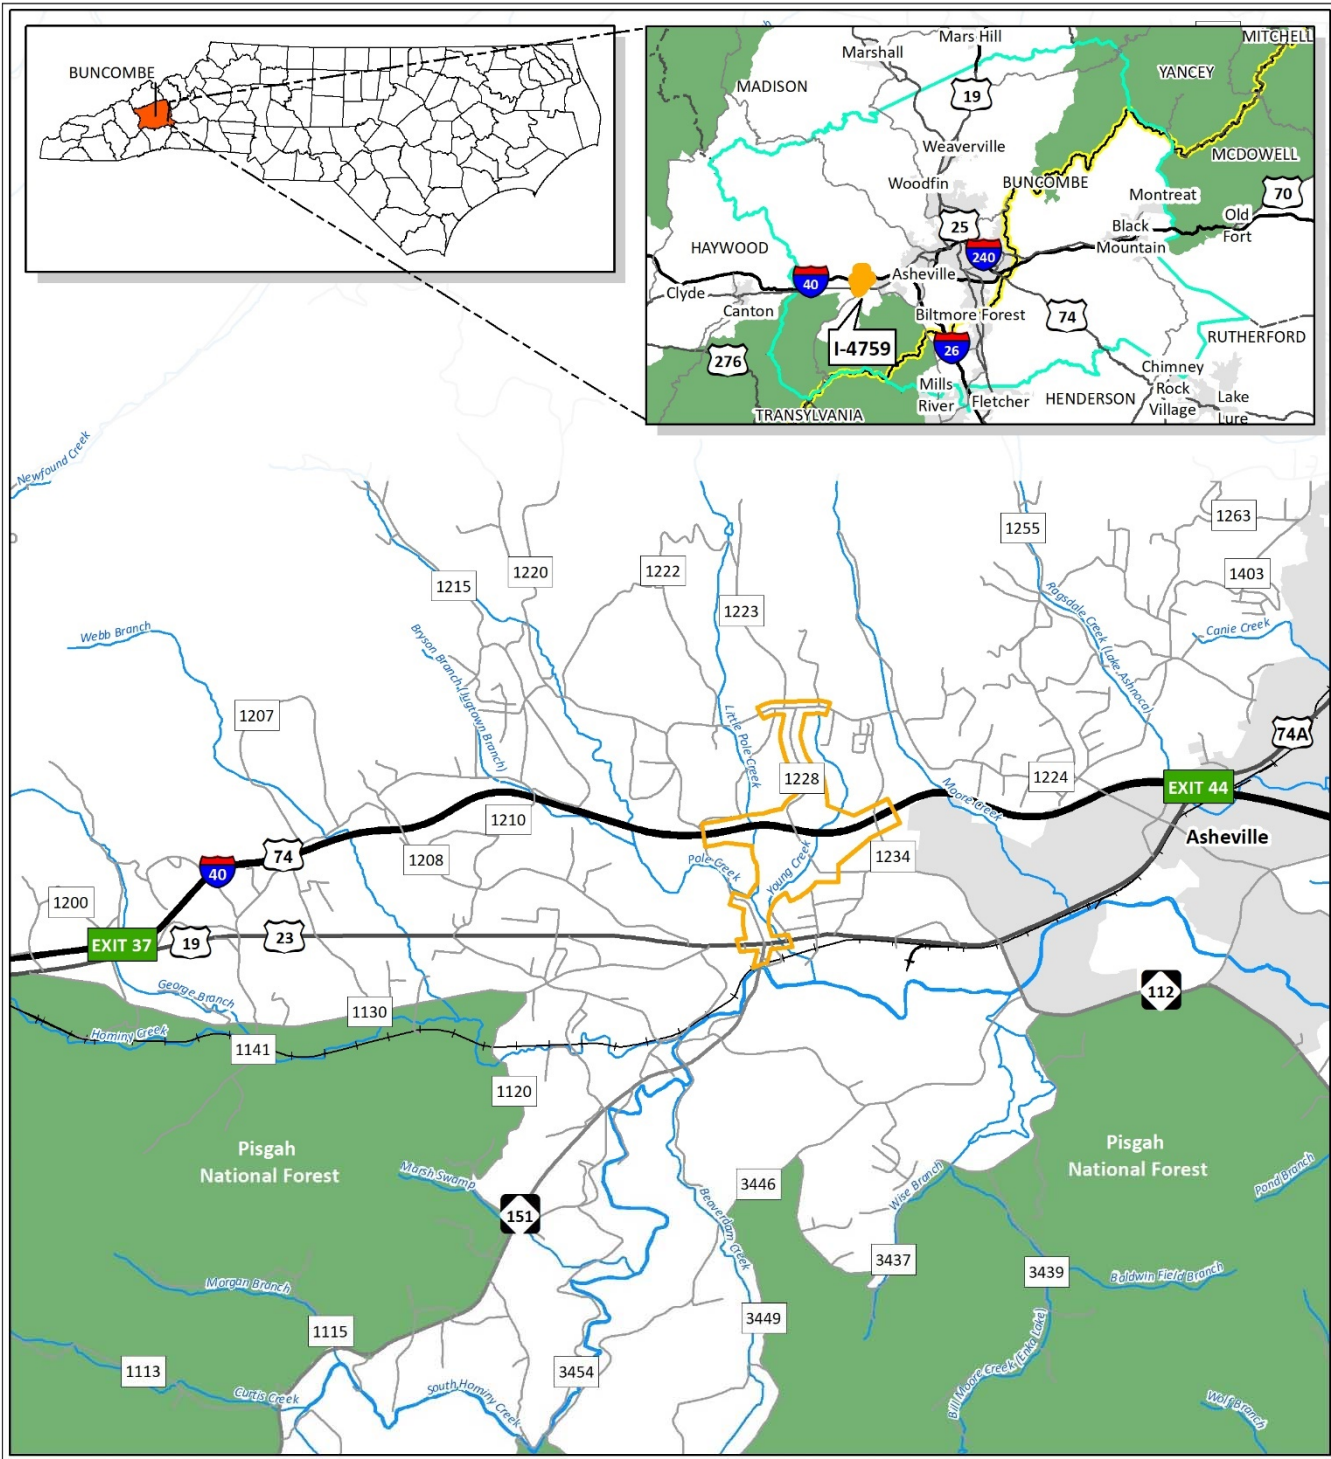 BUNCOMBE
Mars Hill
Marshall
MITCHELL
YANCEY
MADISON
19
Weaverville
MCDOWELL
Woodfin
BUNCOMBE
Montreat
70
25
Old
Fort
Black
Mountain
HAYWOOD
240
Asheville
40
Clyde
Canton
Biltmore Forest
74
I-4759
26
RUTHERFORD
276
Chimney
Rock
Village
Mills
River
Fletcher
HENDERSON
Lake
Lure
TRANSYLVANIA
Newfound Creek
1263
1255
1220
1222
1403
1215
1223
Ragsdale Creek (Lake Ashnoca)
Canie Creek
Webb Branch
Bryson Branch (Jugtown Branch)
1207
Little Pole Creek
74A
1228
1224
EXIT 44
Moore Creek
1210
Asheville
74
1208
1234
40
Pole Creek
Young Creek
1200
EXIT 37
19
23
George Branch
112
1130
Hominy Creek
1141
1120
Pisgah
National Forest
Pisgah
National Forest
Marsh Swamp
3446
Wise Branch
Pond Branch
151
Beaverdam Creek
3437
3439
Baldwin Field Branch
Morgan Branch
3449
1115
1113
3454
Bill Moore Creek (Enka Lake)
Curtis Creek
South Hominy Creek
Wolf Branch